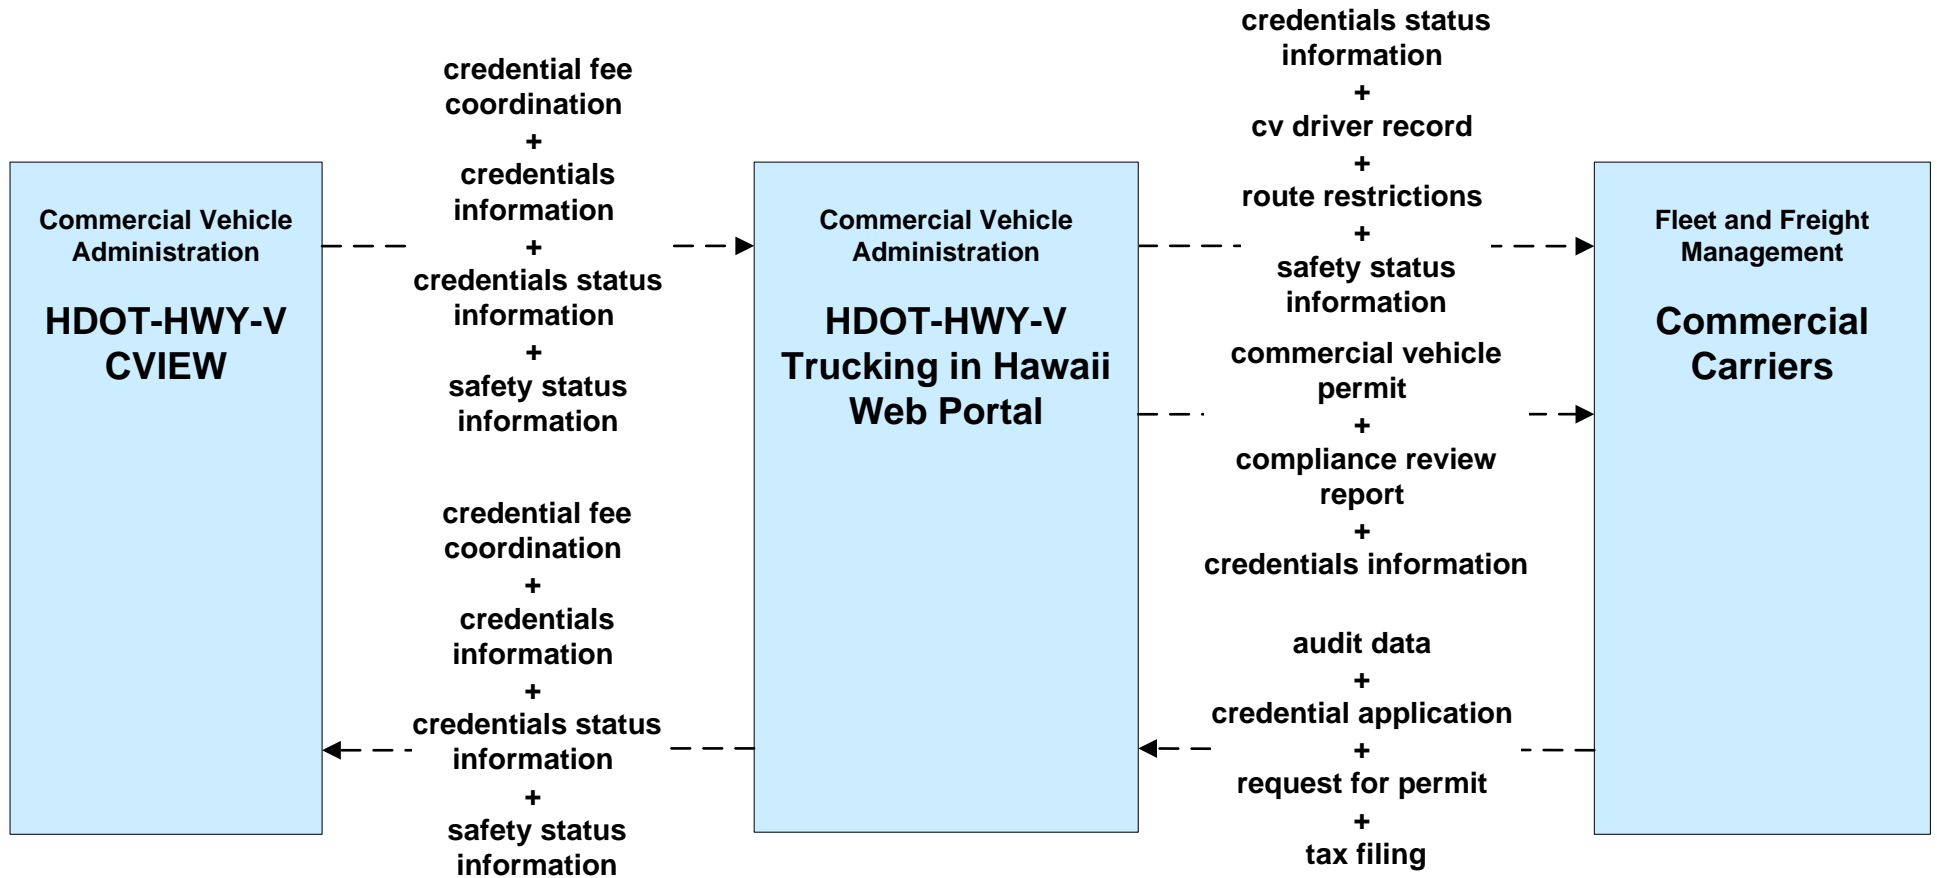 Commercial Vehicle
Administration
HDOT-HWY-V
CVIEW
credential fee
coordination
+
credentials
information
+
credentials status
information
+
safety status
information
credential fee
coordination
+
credentials
information
+
credentials status
information
+
safety status
information
Commercial Vehicle
Administration
HDOT-HWY-V
Trucking in Hawaii
Web Portal
credentials status
information
+
cv driver record
+
route restrictions
+
safety status
information
commercial vehicle
permit
+
compliance review
report
+
credentials information
audit data
+
credential application
+
request for permit
+
tax filing
Fleet and Freight
Management
Commercial
Carriers